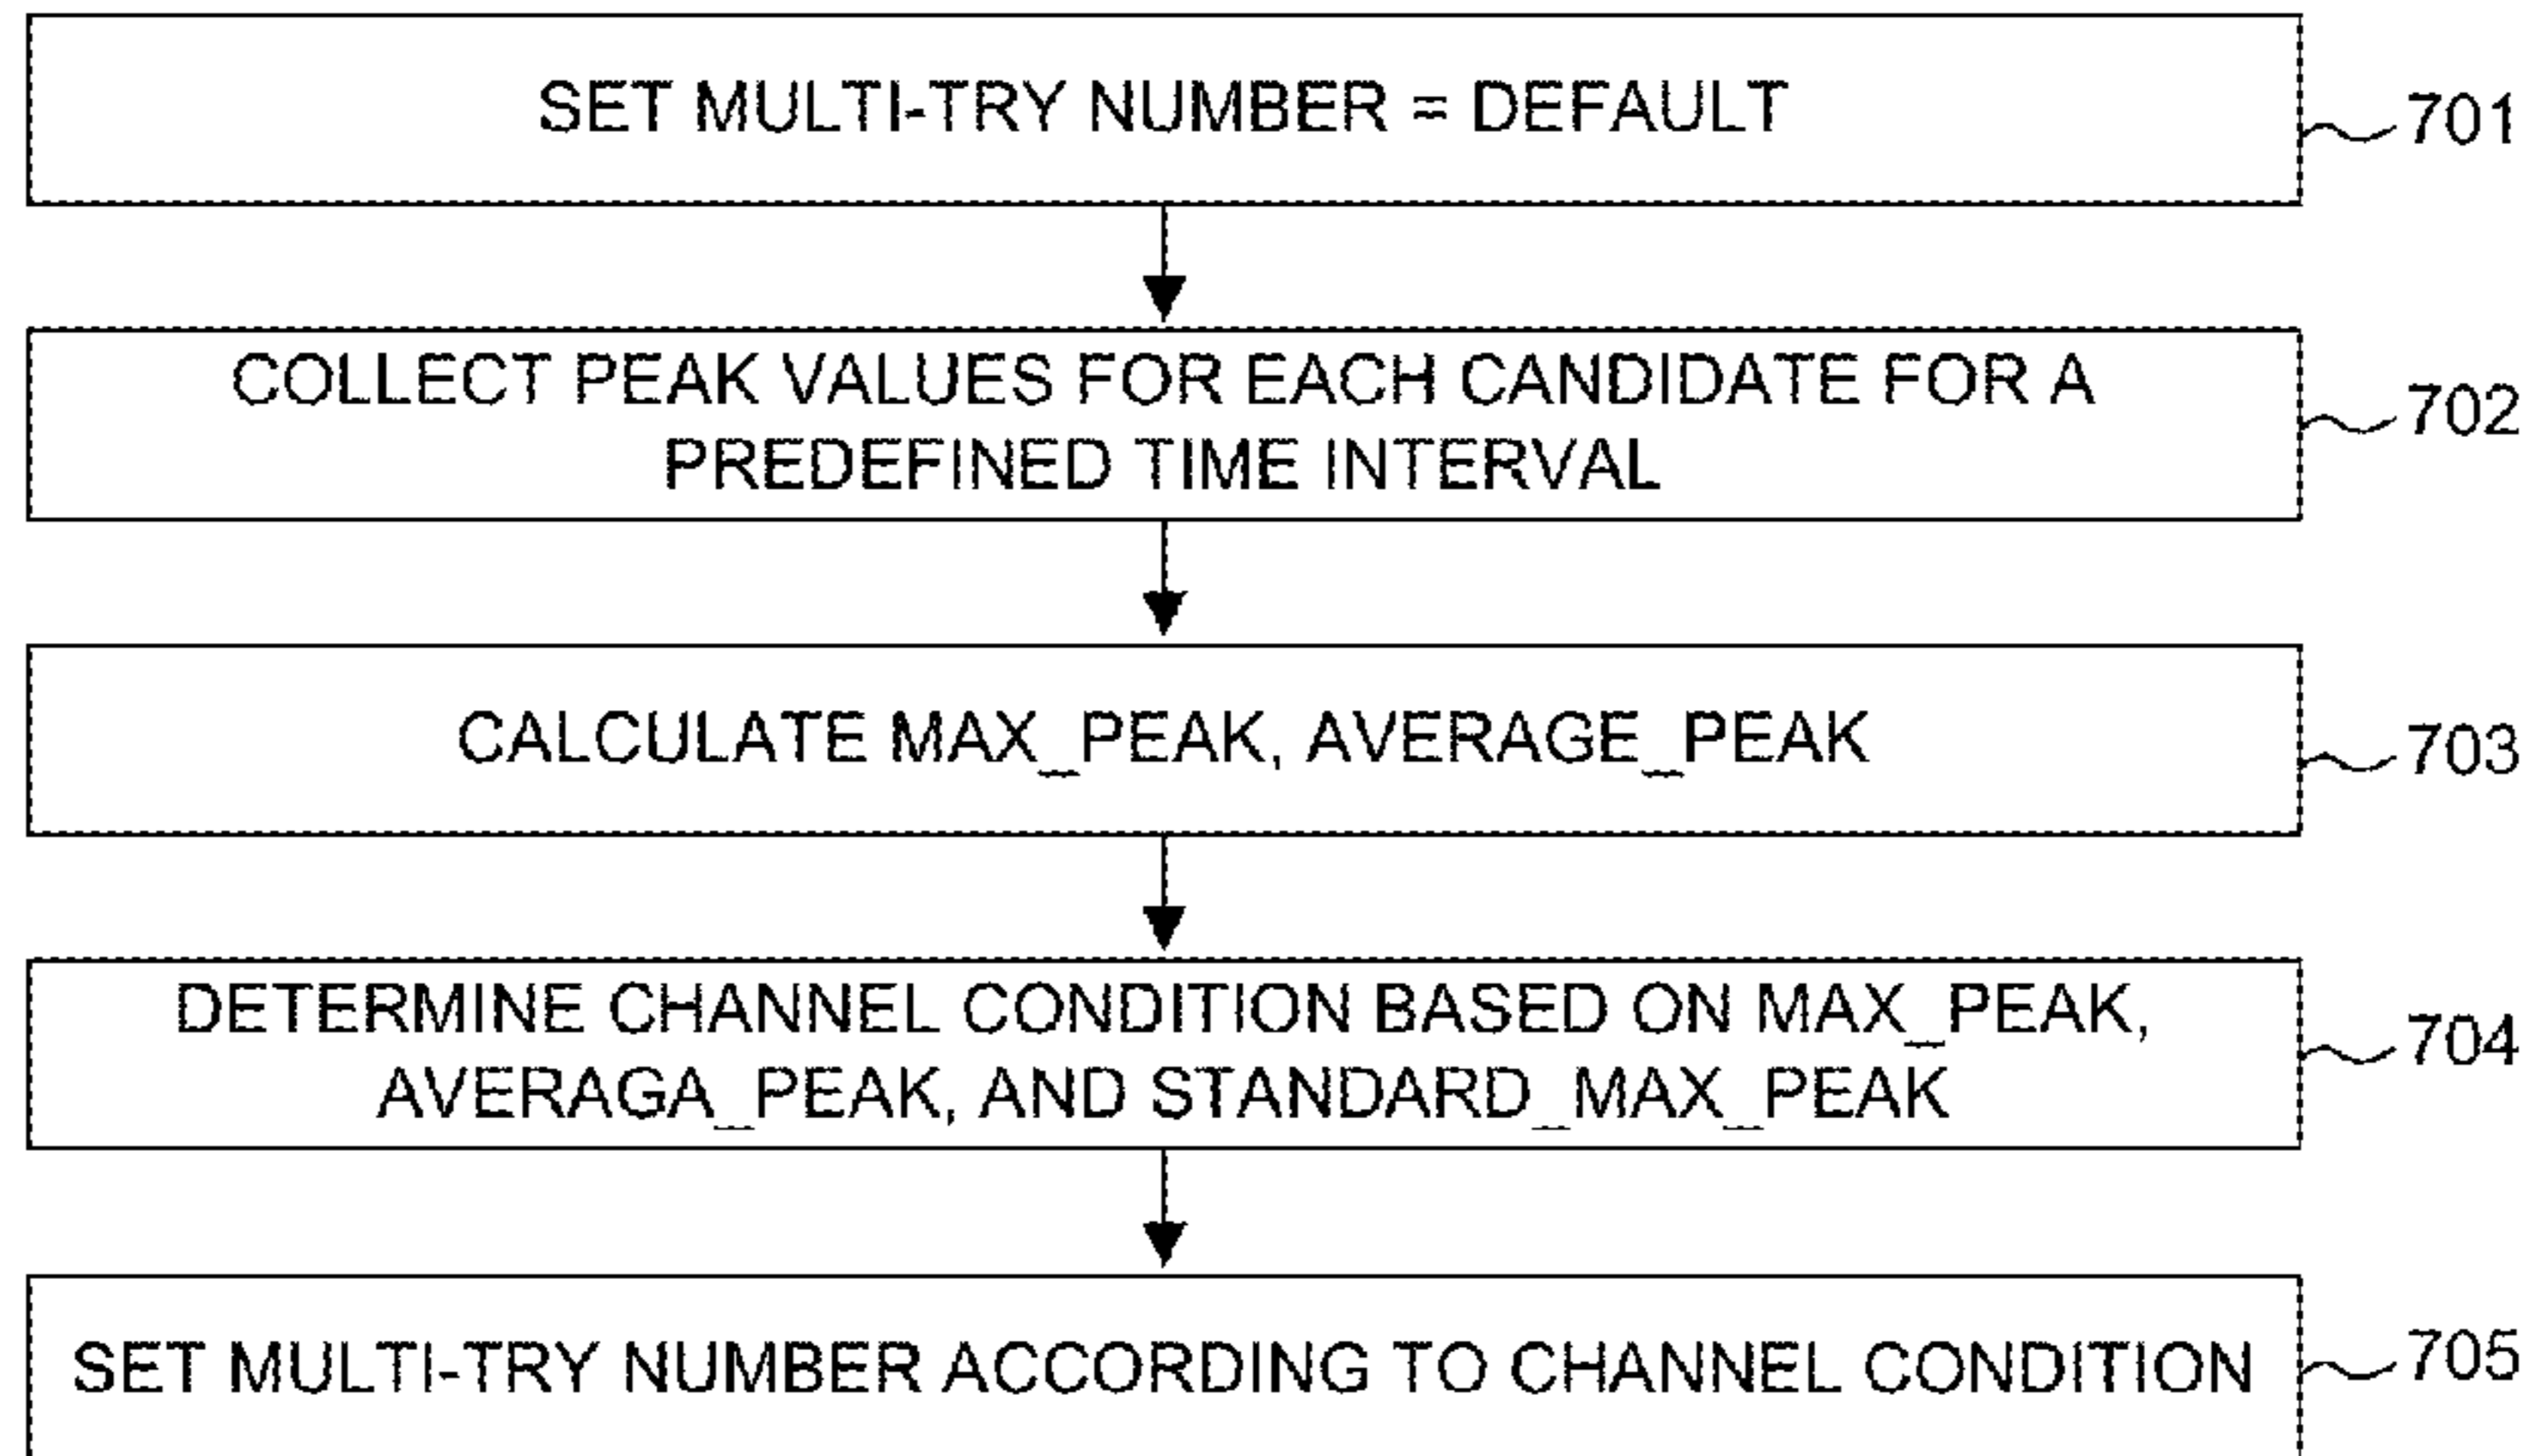 SET MULTI-TRY NUMBER = DEFAULT
701
COLLECT PEAK VALUES FOR EACH CANDIDATE FOR A
PREDEFINED TIME INTERVAL
702
CALCULATE MAX_PEAK, AVERAGE_PEAK
703
DETERMINE CHANNEL CONDITION BASED ON MAX_PEAK,
AVERAGA_PEAK, AND STANDARD_MAX_PEAK
704
SET MULTI-TRY NUMBER ACCORDING TO CHANNEL CONDITION
705